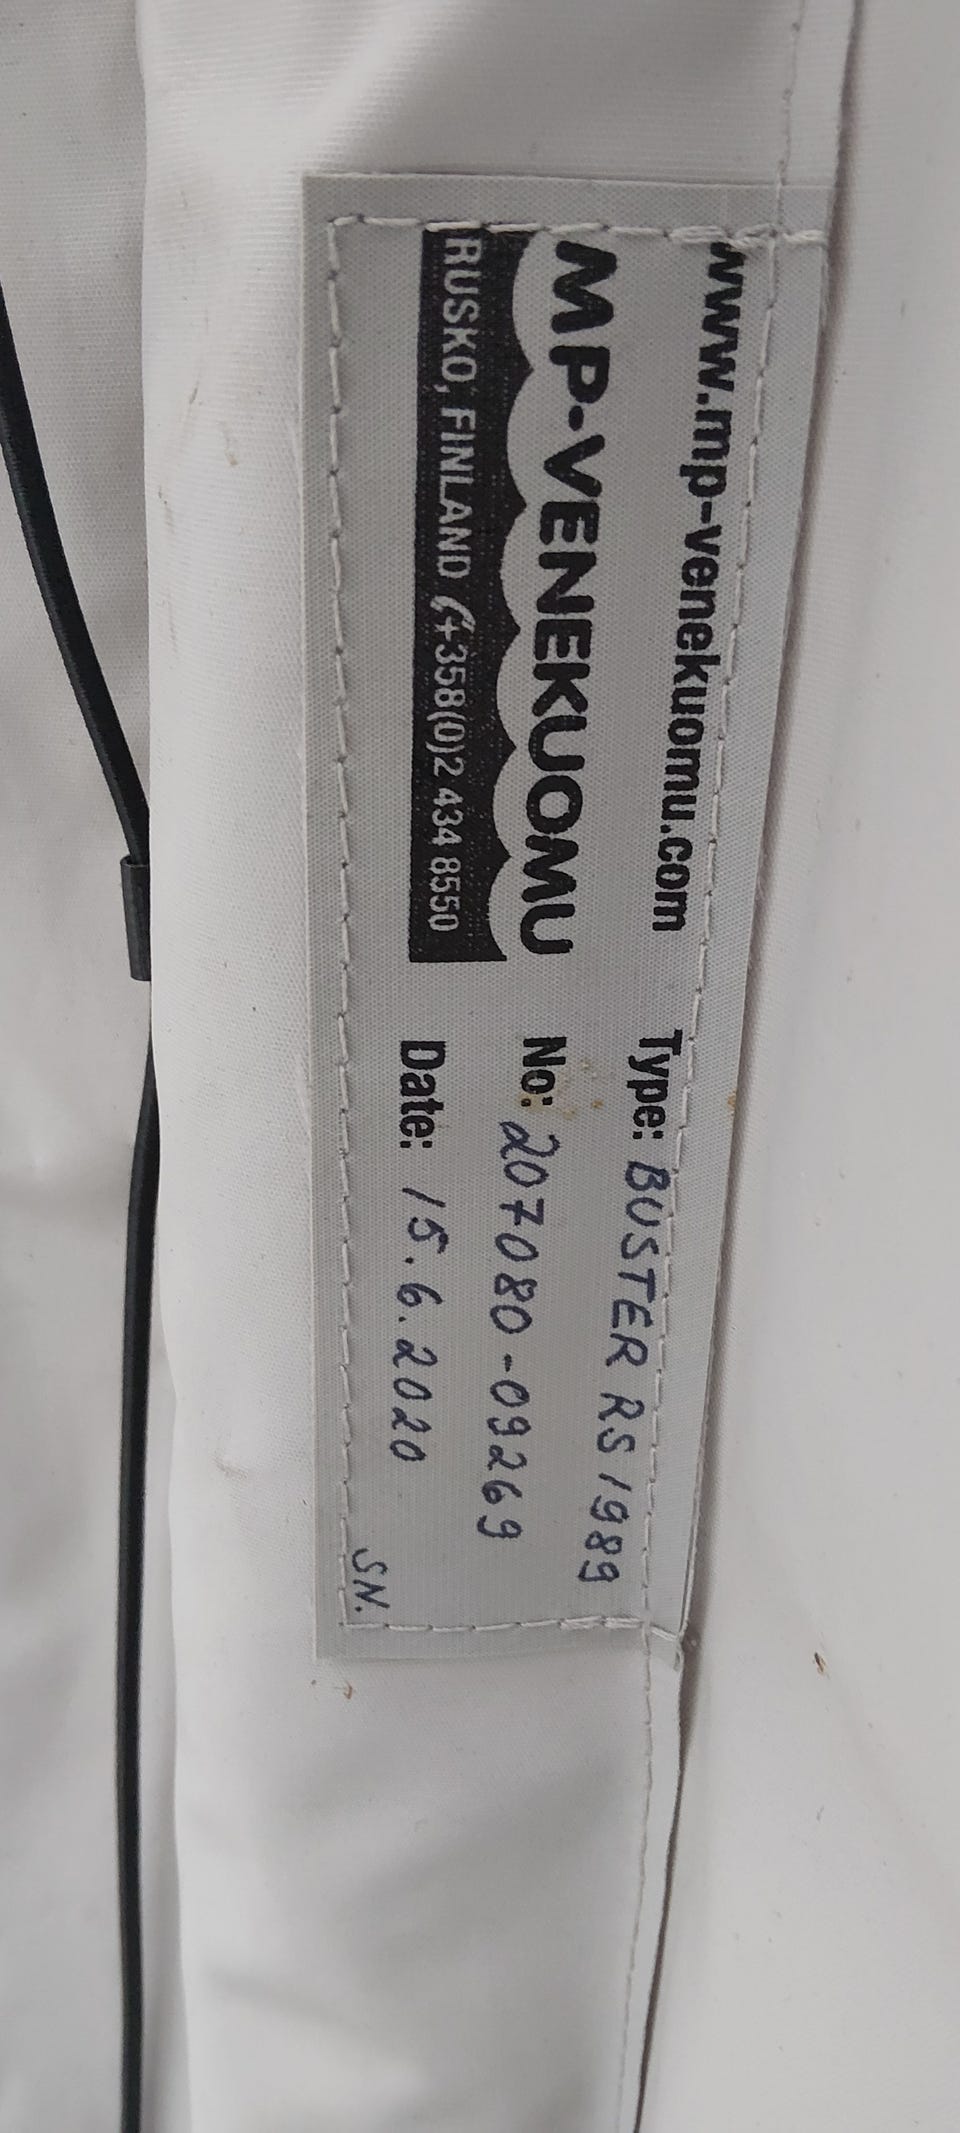 www.mp-venekuomu.com
MP-VENEKUOMU
RUSKO, FINLAND +358(0)2 434 8550
Type: BUSTER RS 1989
No: 207080-09269
Date: 15.6.2020
SN.